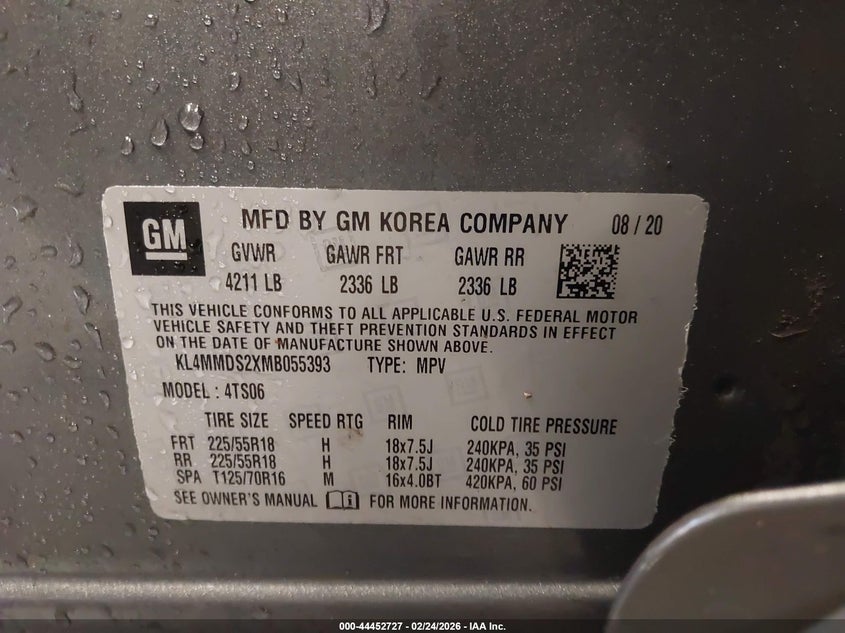 GM
MFD BY GM KOREA COMPANY 08 / 20
GVWR GAWR FRT GAWR RR
4211 LB 2336 LB 2336 LB
THIS VEHICLE CONFORMS TO ALL APPLICABLE U.S. FEDERAL MOTOR
VEHICLE SAFETY AND THEFT PREVENTION STANDARDS IN EFFECT
ON THE DATE OF MANUFACTURE SHOWN ABOVE.
KL4MMDS2XMB055393 TYPE: MPV
MODEL : 4TS06
TIRE SIZE SPEED RTG RIM COLD TIRE PRESSURE
FRT 225/55R18 H 18x7.5J 240KPA, 35 PSI
RR 225/55R18 H 18x7.5J 240KPA, 35 PSI
SPA T125/70R16 M 16x4.0BT 420KPA, 60 PSI
SEE OWNER'S MANUAL FOR MORE INFORMATION.
000-44452727 - 02/24/2026 - IAA Inc.